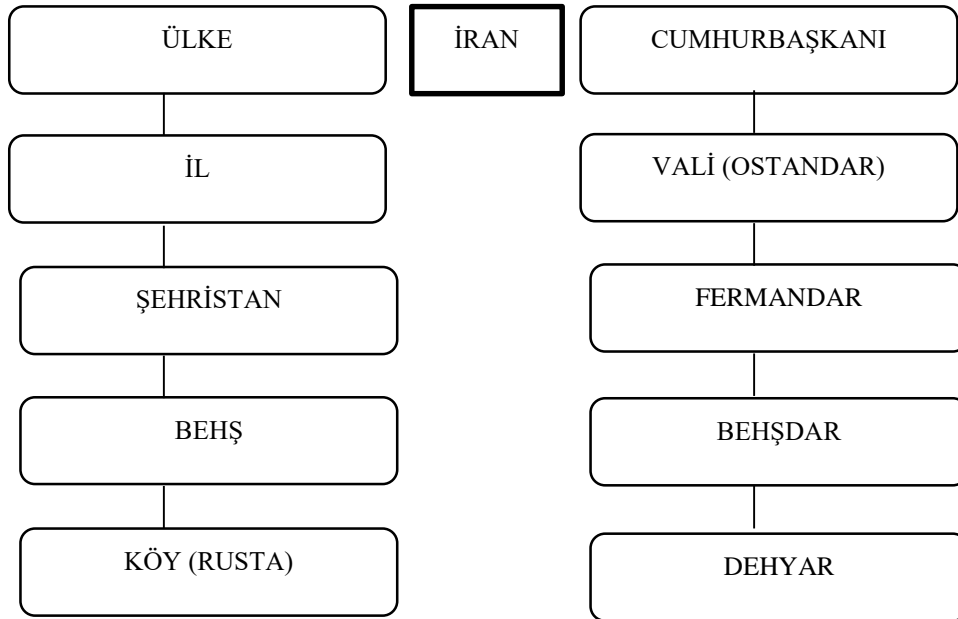 ÜLKE
İRAN
CUMHURBAŞKANI
İL
VALİ (OSTANDAR)
ŞEHRİSTAN
FERMANDAR
BEHŞ
BEHŞDAR
KÖY (RUSTA)
DEHYAR